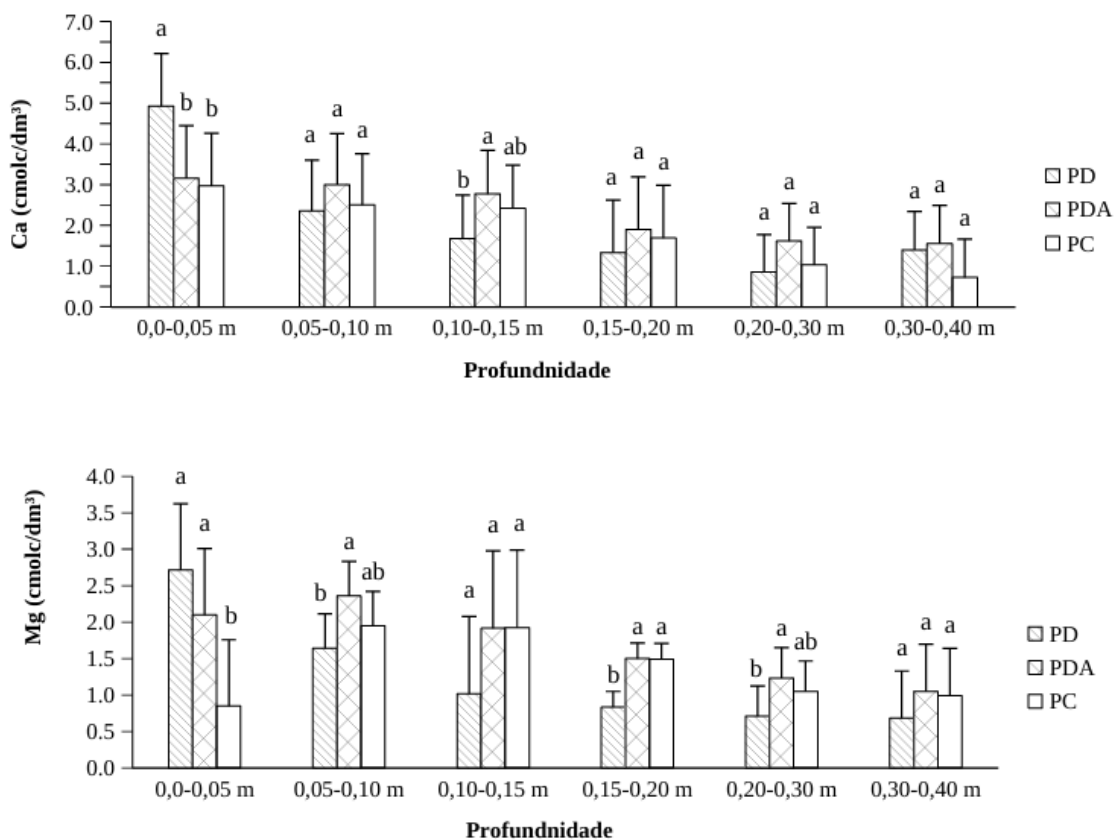 7.0
6.0
5.0
4.0
3.0
2.0
1.0
0.0
Ca (cmolc/dm³)
a b b
a a a
b a ab
a a a
a a a
a a a
0,0-0,05 m 0,05-0,10 m 0,10-0,15 m 0,15-0,20 m 0,20-0,30 m 0,30-0,40 m
Profundnidade
PD
PDA
PC
4.0
3.5
3.0
2.5
2.0
1.5
1.0
0.5
0.0
Mg (cmolc/dm³)
a a b
b a ab
a a a
b a a
b a ab
a a a
0,0-0,05 m 0,05-0,10 m 0,10-0,15 m 0,15-0,20 m 0,20-0,30 m 0,30-0,40 m
Profundnidade
PD
PDA
PC